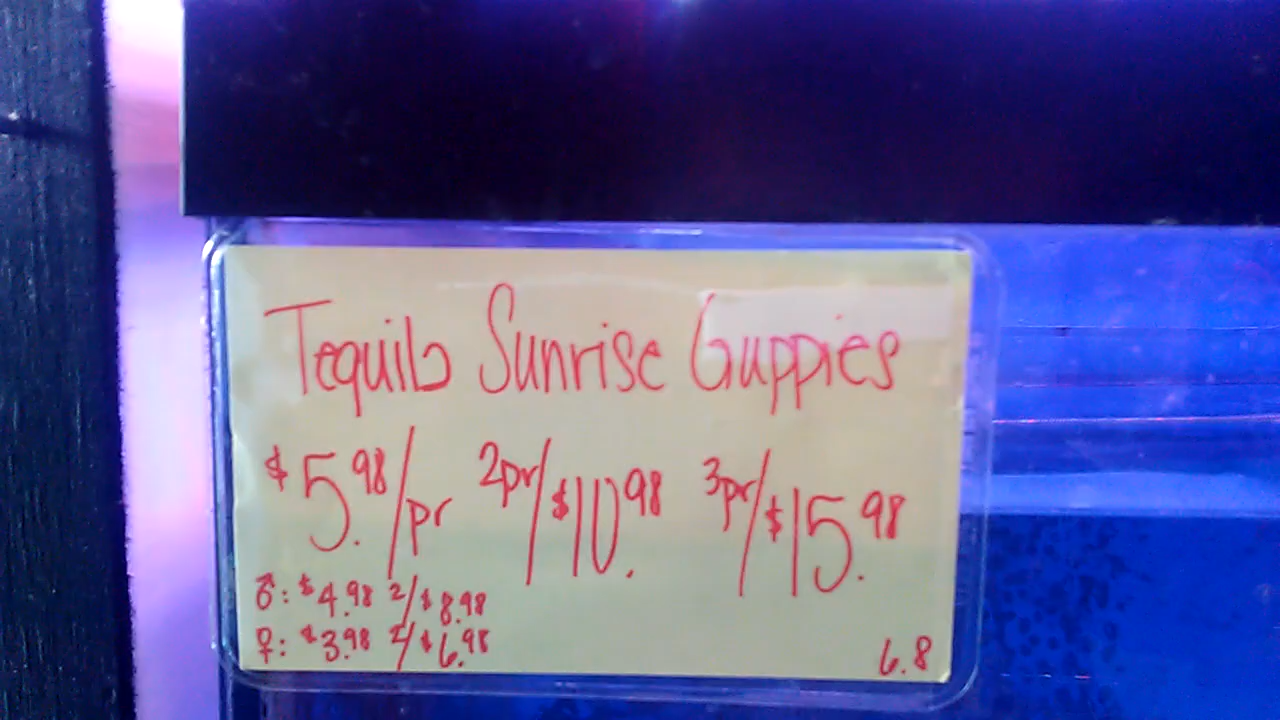 Tequila Sunrise Guppies
$5.98/pr 2pr/$10.98 3pr/$15.98
♂: $4.98 2/$8.98
♀: $3.98 2/$6.98
6.8